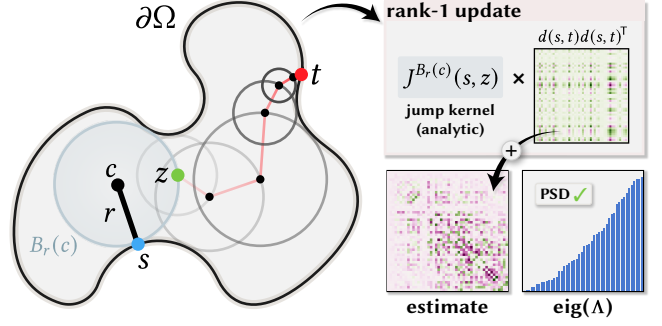 ∂Ω
t
c
z
r
B_r(c)
s
rank-1 update
d(s, t)d(s, t)^T
J^{B_r(c)}(s, z) ×
jump kernel
(analytic)
+
PSD ✓
estimate
eig(Λ)